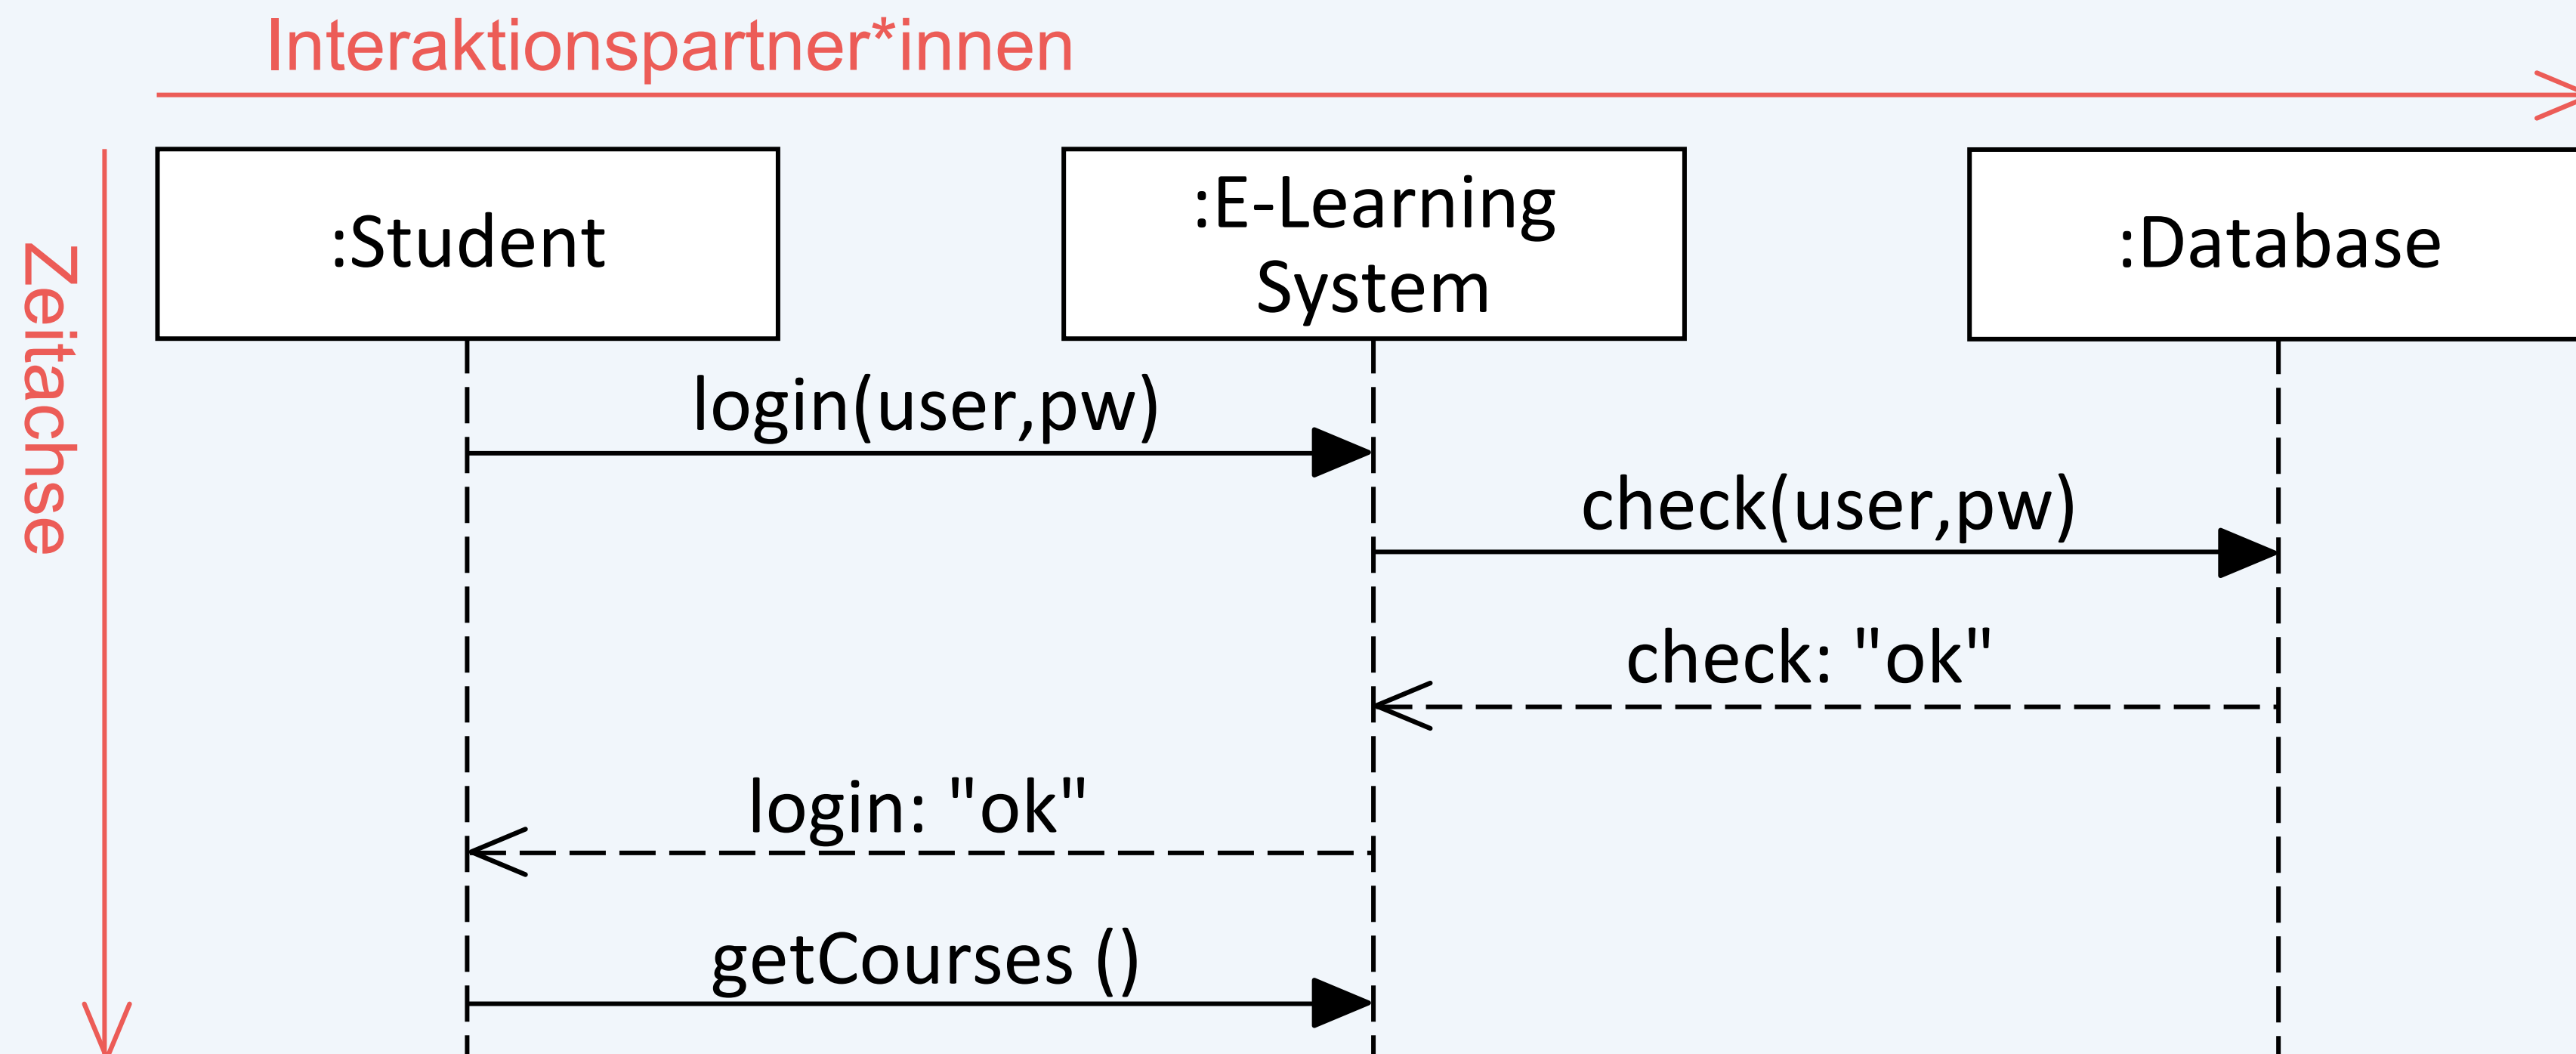 Interaktionspartner*innen
Zeitachse
:Student
:E-Learning
System
:Database
login(user,pw)
check(user,pw)
check: "ok"
login: "ok"
getCourses ()